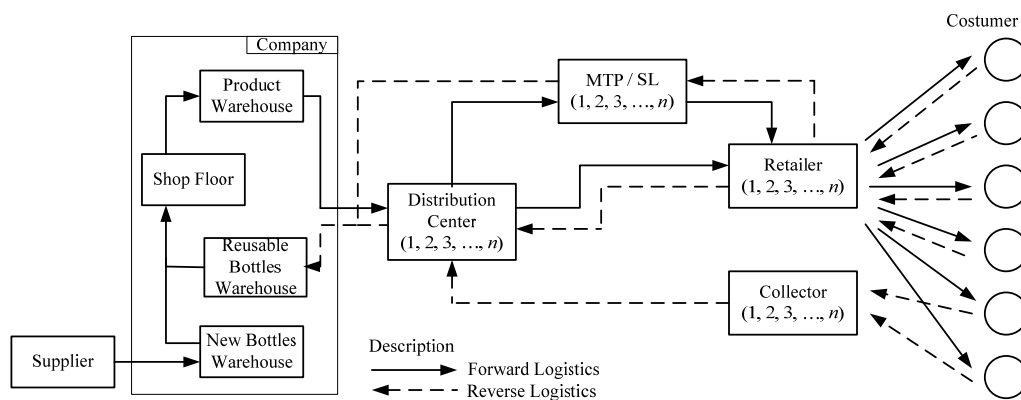 Costumer
Company
Product
Warehouse
MTP / SL
(1, 2, 3, …, n)
Shop Floor
Retailer
(1, 2, 3, …, n)
Distribution
Center
(1, 2, 3, …, n)
Reusable
Bottles
Warehouse
Collector
(1, 2, 3, …, n)
New Bottles
Warehouse
Supplier
Description
Forward Logistics
Reverse Logistics